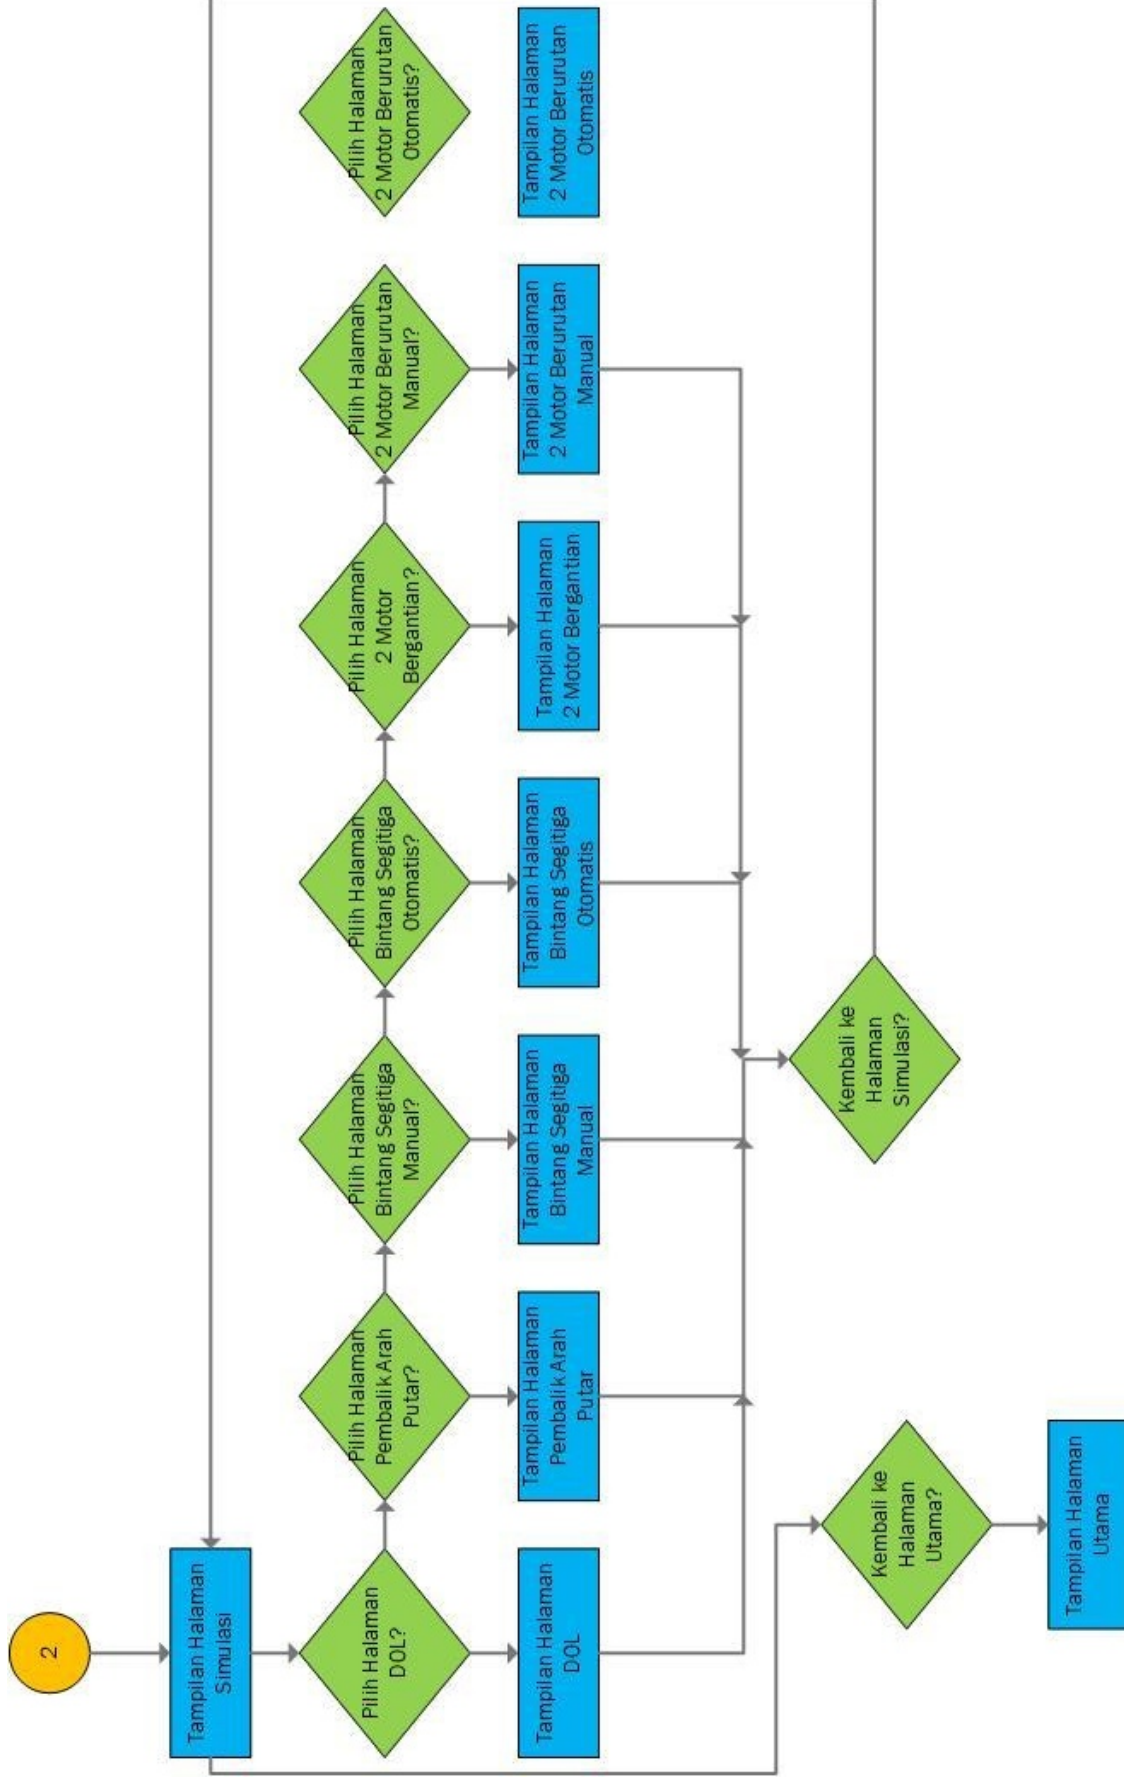 2
Tampilan Halaman
Simulasi
Pilih Halaman
DOL?
Pilih Halaman
Pembalik Arah
Putar?
Pilih Halaman
Bintang Segitiga
Manual?
Pilih Halaman
Bintang Segitiga
Otomatis?
Pilih Halaman
2 Motor
Bergantian?
Pilih Halaman
2 Motor Berurutan
Manual?
Pilih Halaman
2 Motor Berurutan
Otomatis?
Tampilan Halaman
DOL
Tampilan Halaman
Pembalik Arah
Putar
Tampilan Halaman
Bintang Segitiga
Manual
Tampilan Halaman
Bintang Segitiga
Otomatis
Tampilan Halaman
2 Motor Bergantian
Tampilan Halaman
2 Motor Berurutan
Manual
Tampilan Halaman
2 Motor Berurutan
Otomatis
Kembali ke
Halaman
Simulasi?
Kembali ke
Halaman
Utama?
Tampilan Halaman
Utama